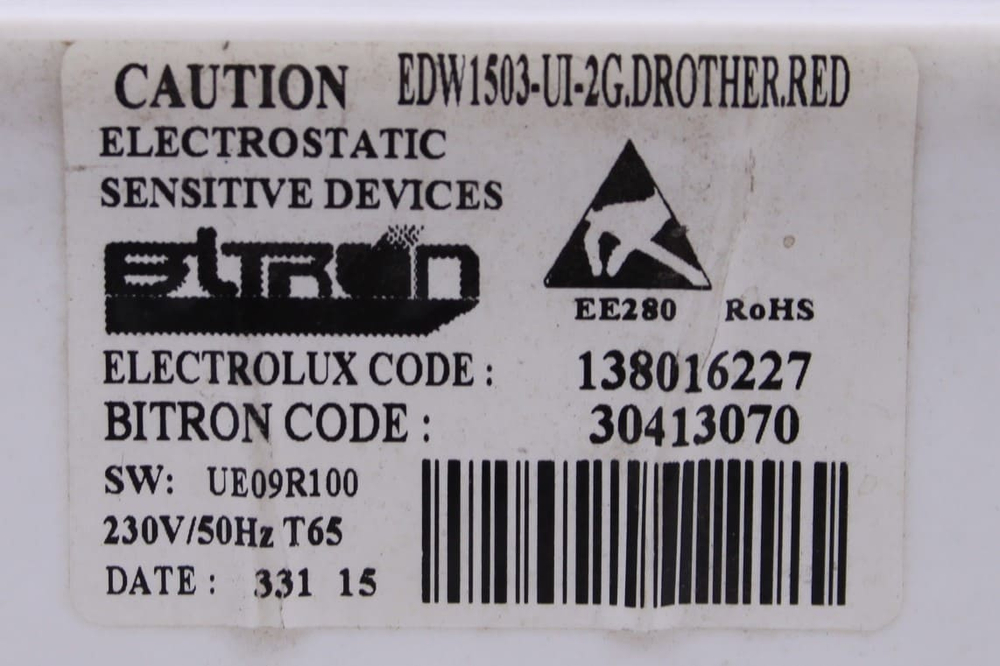 CAUTION EDW1503-UI-2G.DROTHER.RED
ELECTROSTATIC
SENSITIVE DEVICES
BITRON
EE280 RoHS
ELECTROLUX CODE : 138016227
BITRON CODE : 30413070
SW: UE09R100
230V/50Hz T65
DATE : 331 15